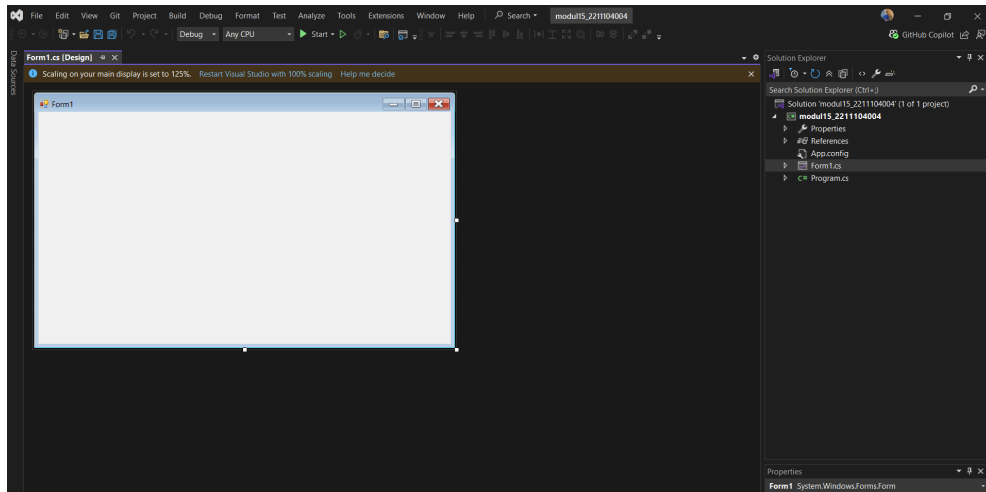 File Edit View Git Project Build Debug Format Test Analyze Tools Extensions Window Help Search modul15_2211104004
Debug Any CPU Start GitHub Copilot
Data Sources
Form1.cs [Design]
Scaling on your main display is set to 125%. Restart Visual Studio with 100% scaling Help me decide
Form1
Solution Explorer
Search Solution Explorer (Ctrl+;)
Solution 'modul15_2211104004' (1 of 1 project)
C# modul15_2211104004
Properties
References
App.config
Form1.cs
C# Program.cs
Properties
Form1 System.Windows.Forms.Form